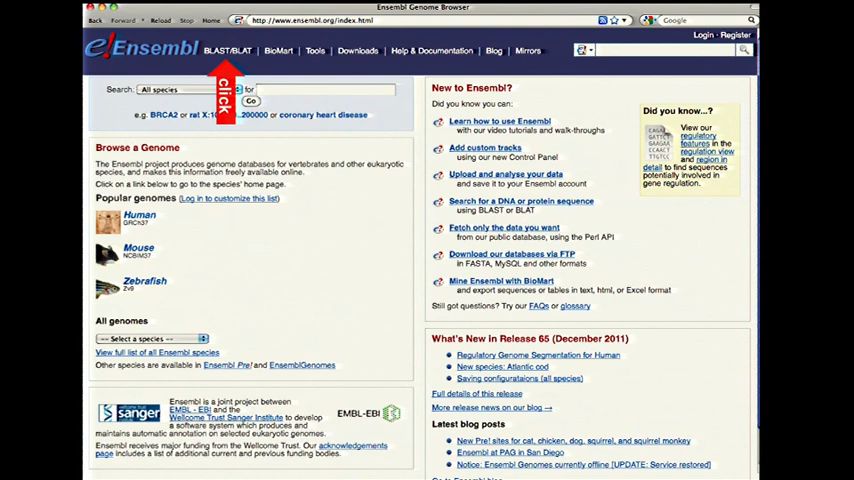 Ensembl Genome Browser
Back Forward Reload Stop Home http://www.ensembl.org/index.html Google
Login · Register
e!Ensembl BLAST/BLAT | BioMart | Tools | Downloads | Help & Documentation | Blog | Mirrors
click
Search: All species for
Go
e.g. BRCA2 or rat X:10 200000 or coronary heart disease
Browse a Genome
The Ensembl project produces genome databases for vertebrates and other eukaryotic
species, and makes this information freely available online.
Click on a link below to go to the species' home page.
Popular genomes (Log in to customize this list)
Human
GRCh37
Mouse
NCBIM37
Zebrafish
Zv9
All genomes
-- Select a species --
View full list of all Ensembl species
Other species are available in Ensembl Pre! and EnsemblGenomes
wellcome trust
sanger
institute
Ensembl is a joint project between
EMBL - EBI and the
Wellcome Trust Sanger Institute to develop
a software system which produces and
maintains automatic annotation on selected eukaryotic genomes.
EMBL-EBI
Ensembl receives major funding from the Wellcome Trust. Our acknowledgements
page includes a list of additional current and previous funding bodies.
New to Ensembl?
Did you know you can:
Learn how to use Ensembl
with our video tutorials and walk-throughs
Add custom tracks
using our new Control Panel
Upload and analyse your data
and save it to your Ensembl account
Search for a DNA or protein sequence
using BLAST or BLAT
Fetch only the data you want
from our public database, using the Perl API
Download our databases via FTP
in FASTA, MySQL and other formats
Mine Ensembl with BioMart
and export sequences or tables in text, html, or Excel format
Still got questions? Try our FAQs or glossary
Did you know...?
View our
regulatory
features in the
regulation view
and region in
detail to find sequences
potentially involved in
gene regulation.
What's New in Release 65 (December 2011)
Regulatory Genome Segmentation for Human
New species: Atlantic cod
Saving configurataions (all species)
Full details of this release
More release news on our blog →
Latest blog posts
New Pre! sites for cat, chicken, dog, squirrel, and squirrel monkey
Ensembl at PAG in San Diego
Notice: Ensembl Genomes currently offline [UPDATE: Service restored]